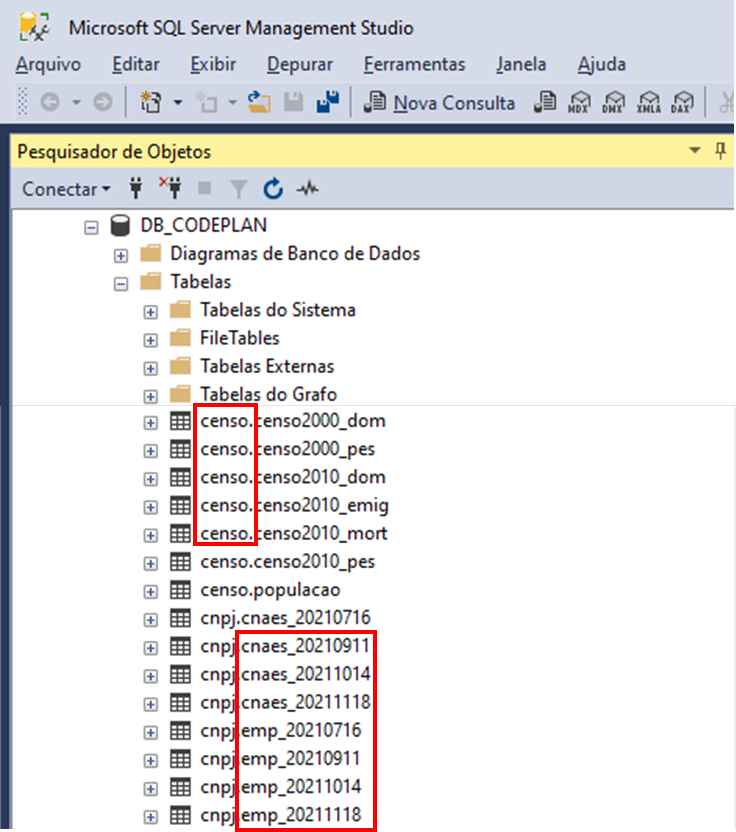 Microsoft SQL Server Management Studio
Arquivo Editar Exibir Depurar Ferramentas Janela Ajuda
Nova Consulta MDX DMX XMLA DAX
Pesquisador de Objetos
Conectar
DB_CODEPLAN
Diagramas de Banco de Dados
Tabelas
Tabelas do Sistema
FileTables
Tabelas Externas
Tabelas do Grafo
censo.censo2000_dom
censo.censo2000_pes
censo.censo2010_dom
censo.censo2010_emig
censo.censo2010_mort
censo.censo2010_pes
censo.populacao
cnpj.cnaes_20210716
cnpj.cnaes_20210911
cnpj.cnaes_20211014
cnpj.cnaes_20211118
cnpj.emp_20210716
cnpj.emp_20210911
cnpj.emp_20211014
cnpj.emp_20211118